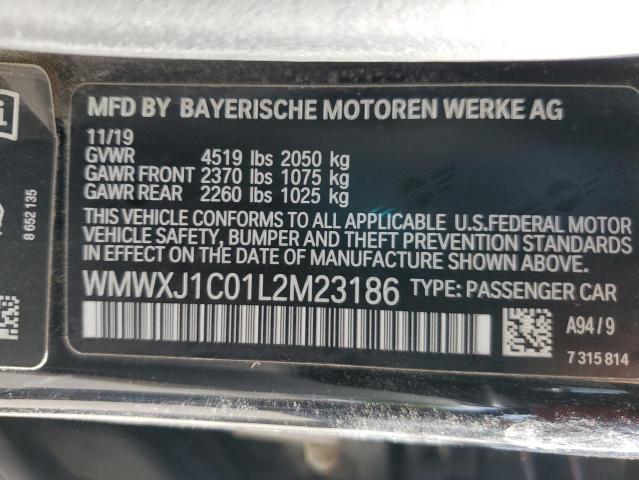 MFD BY BAYERISCHE MOTOREN WERKE AG
11/19
GVWR 4519 lbs 2050 kg
GAWR FRONT 2370 lbs 1075 kg
GAWR REAR 2260 lbs 1025 kg
THIS VEHICLE CONFORMS TO ALL APPLICABLE U.S.FEDERAL MOTOR
VEHICLE SAFETY, BUMPER AND THEFT PREVENTION STANDARDS
IN EFFECT ON THE DATE OF MANUFACTURE SHOWN ABOVE.
WMWXJ1C01L2M23186 TYPE: PASSENGER CAR
A94 / 9
7 315 814
8 652 135